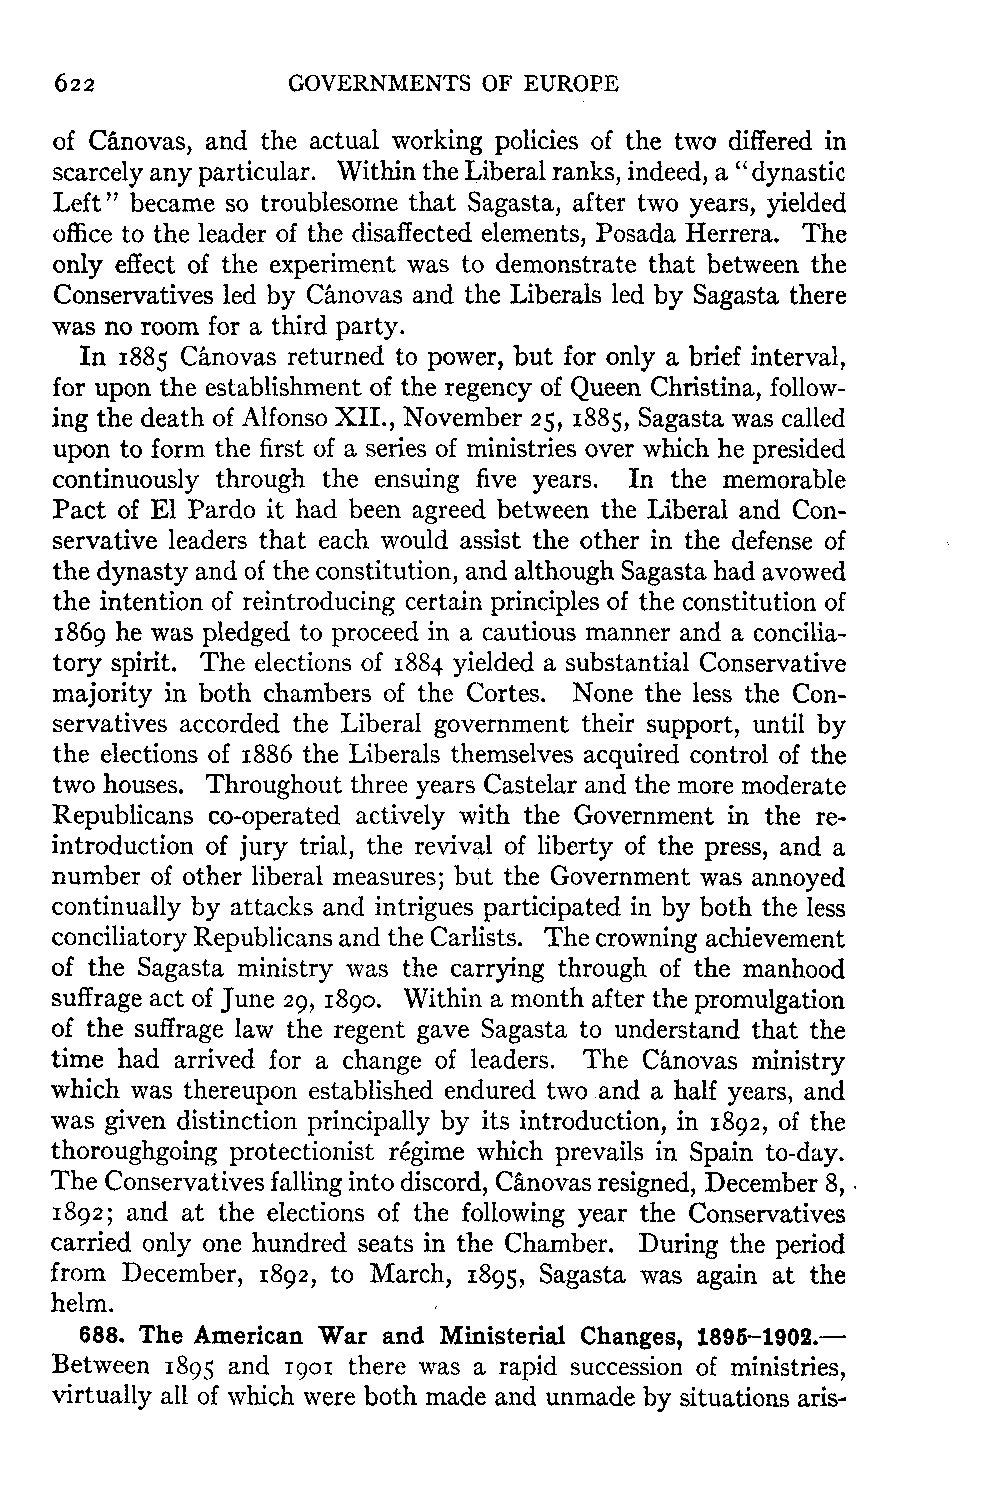 622 GOVERNMENTS OF EUROPE
of Cánovas, and the actual working policies of the two differed in
scarcely any particular. Within the Liberal ranks, indeed, a “dynastic
Left” became so troublesome that Sagasta, after two years, yielded
office to the leader of the disaffected elements, Posada Herrera. The
only effect of the experiment was to demonstrate that between the
Conservatives led by Cánovas and the Liberals led by Sagasta there
was no room for a third party.
In 1885 Cánovas returned to power, but for only a brief interval,
for upon the establishment of the regency of Queen Christina, follow-
ing the death of Alfonso XII., November 25, 1885, Sagasta was called
upon to form the first of a series of ministries over which he presided
continuously through the ensuing five years. In the memorable
Pact of El Pardo it had been agreed between the Liberal and Con-
servative leaders that each would assist the other in the defense of
the dynasty and of the constitution, and although Sagasta had avowed
the intention of reintroducing certain principles of the constitution of
1869 he was pledged to proceed in a cautious manner and a concilia-
tory spirit. The elections of 1884 yielded a substantial Conservative
majority in both chambers of the Cortes. None the less the Con-
servatives accorded the Liberal government their support, until by
the elections of 1886 the Liberals themselves acquired control of the
two houses. Throughout three years Castelar and the more moderate
Republicans co-operated actively with the Government in the re-
introduction of jury trial, the revival of liberty of the press, and a
number of other liberal measures; but the Government was annoyed
continually by attacks and intrigues participated in by both the less
conciliatory Republicans and the Carlists. The crowning achievement
of the Sagasta ministry was the carrying through of the manhood
suffrage act of June 29, 1890. Within a month after the promulgation
of the suffrage law the regent gave Sagasta to understand that the
time had arrived for a change of leaders. The Cánovas ministry
which was thereupon established endured two and a half years, and
was given distinction principally by its introduction, in 1892, of the
thoroughgoing protectionist régime which prevails in Spain to-day.
The Conservatives falling into discord, Cánovas resigned, December 8,
1892; and at the elections of the following year the Conservatives
carried only one hundred seats in the Chamber. During the period
from December, 1892, to March, 1895, Sagasta was again at the
helm.
688. The American War and Ministerial Changes, 1895–1902.—
Between 1895 and 1901 there was a rapid succession of ministries,
virtually all of which were both made and unmade by situations aris-